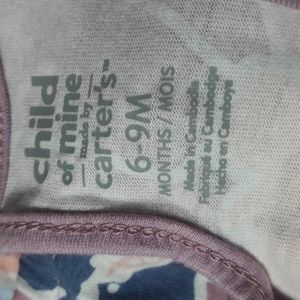 child
of mine
made by
carter's™
6-9M
MONTHS / MOIS
Made in Cambodia
Fabriqué au Cambodge
Hecho en Camboya